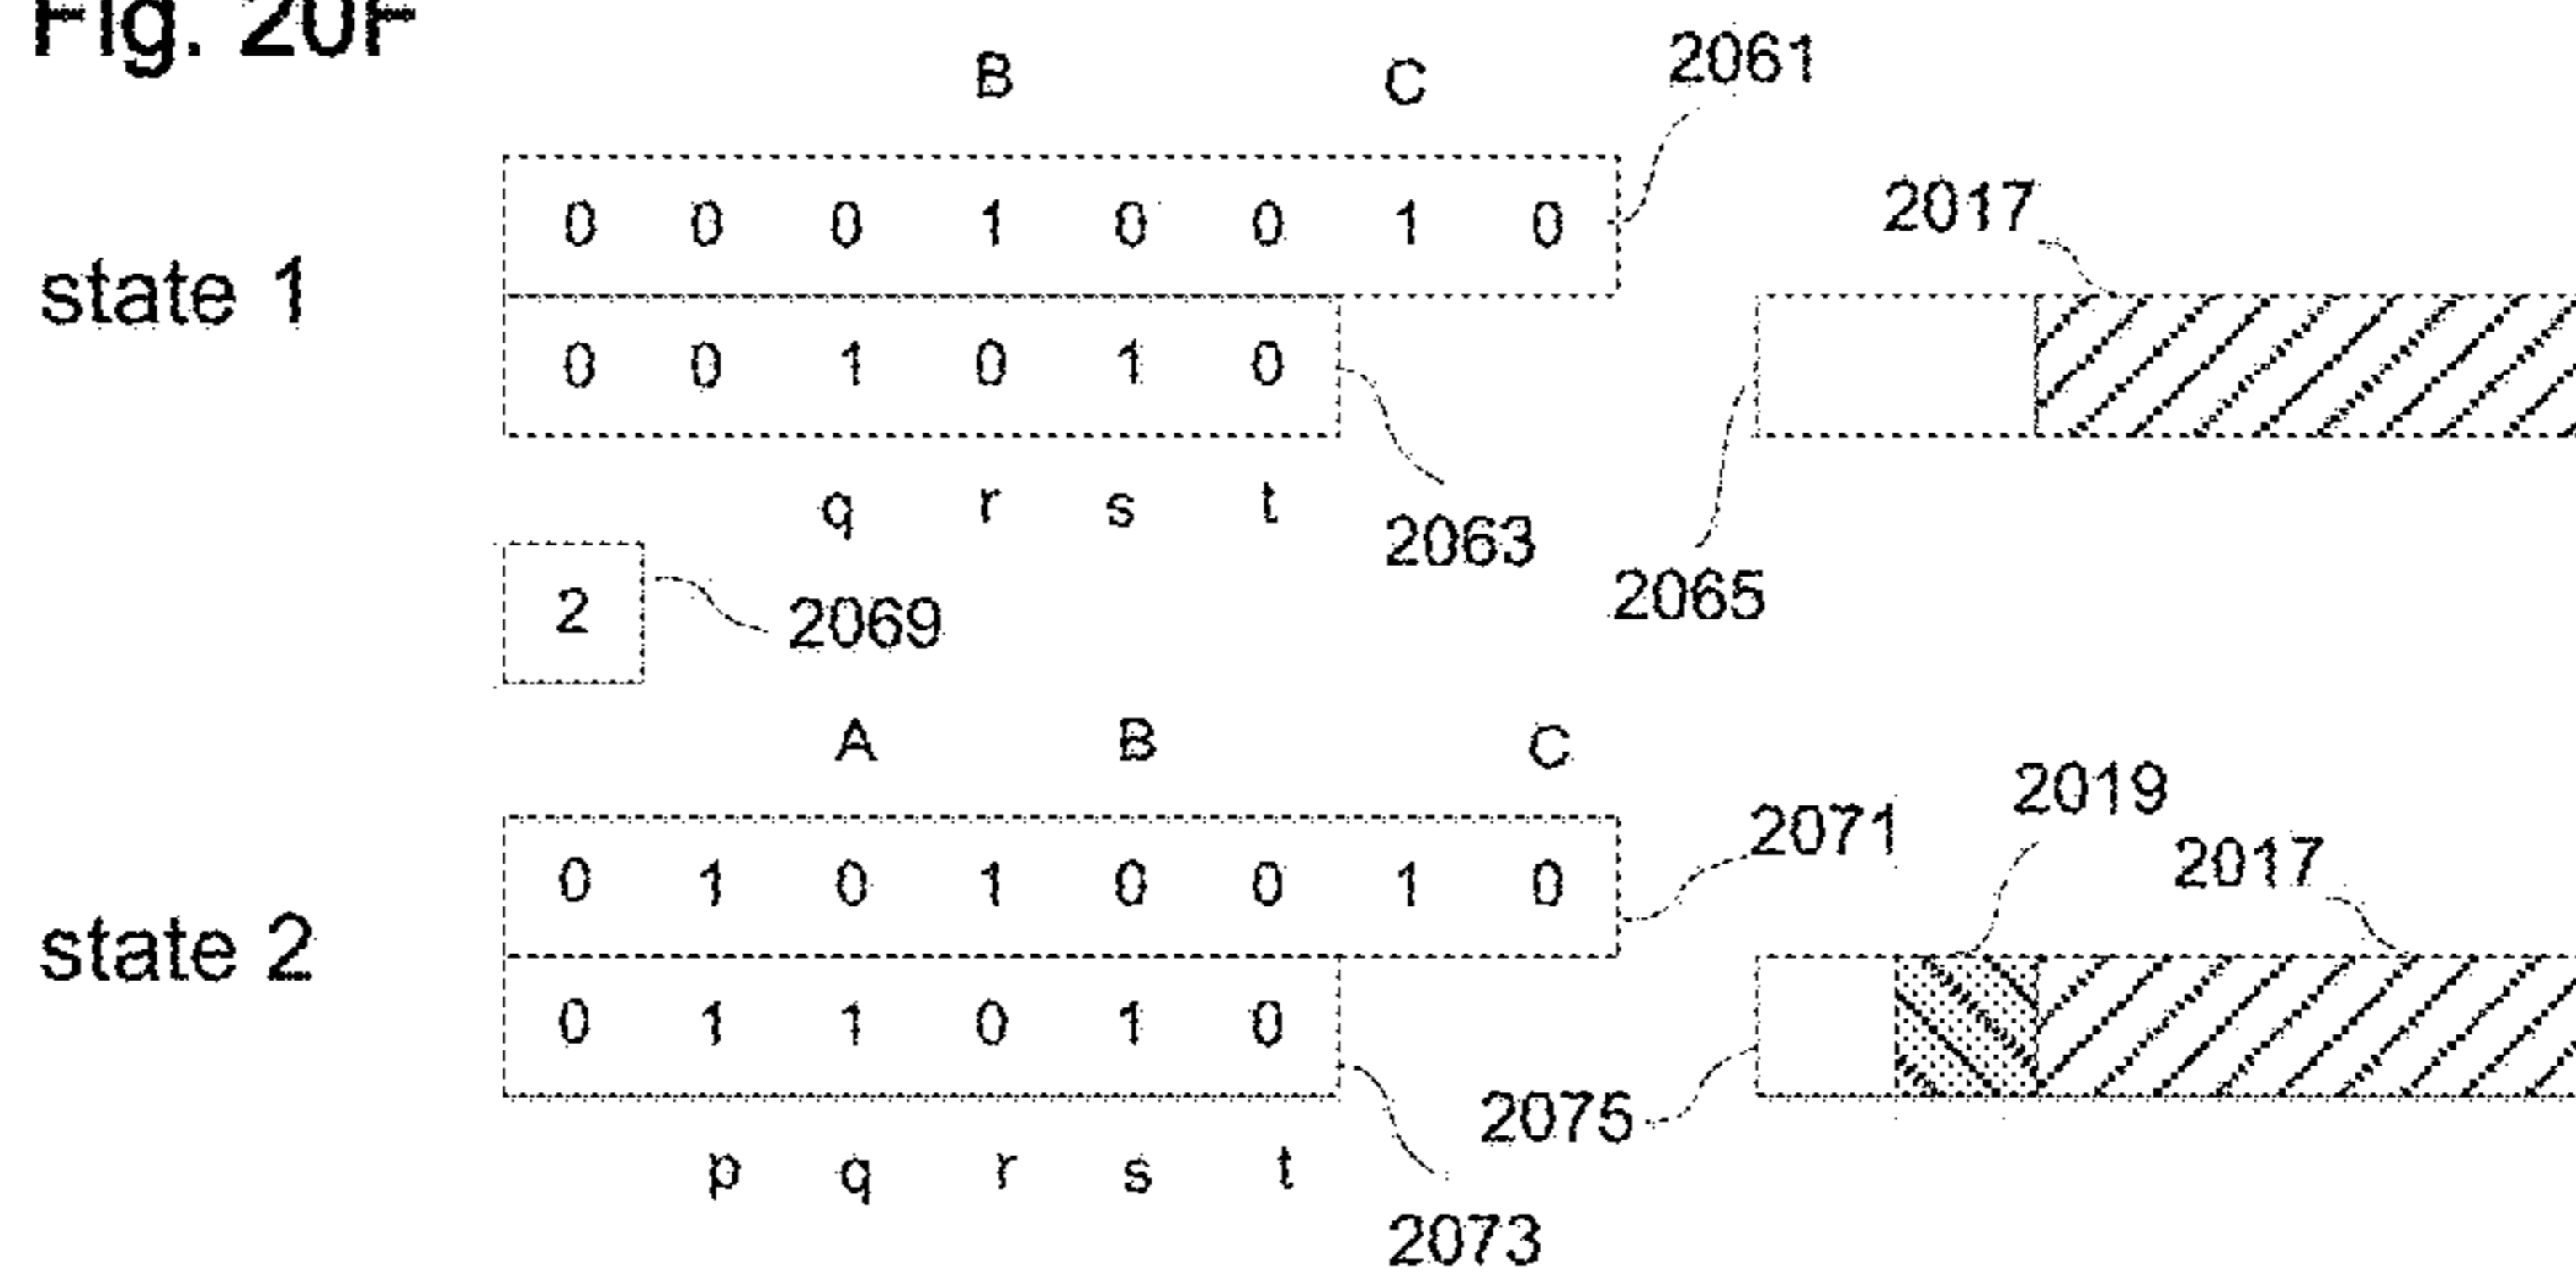 Fig. 20F
B C 2061
0 0 0 1 0 0 1 0
2017
state 1
0 0 1 0 1 0
q r s t 2063
2065
2 2069
A B C
2019
2071
2017
0 1 0 1 0 0 1 0
state 2
0 1 1 0 1 0
2075
p q r s t
2073